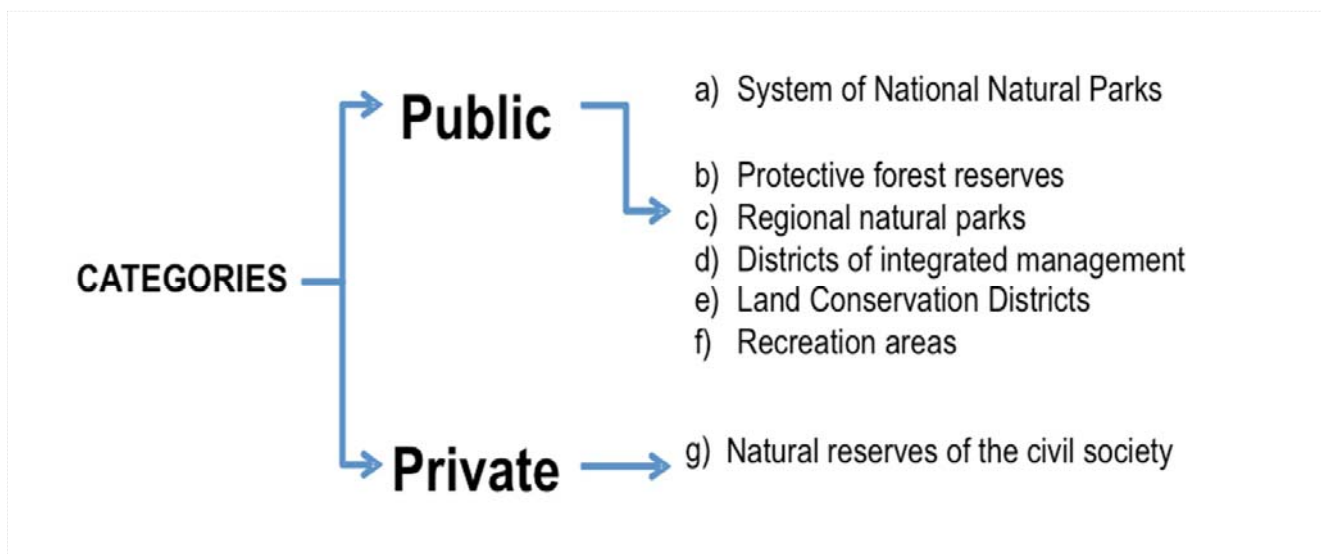 CATEGORIES
Public
a) System of National Natural Parks
b) Protective forest reserves
c) Regional natural parks
d) Districts of integrated management
e) Land Conservation Districts
f) Recreation areas
Private
g) Natural reserves of the civil society